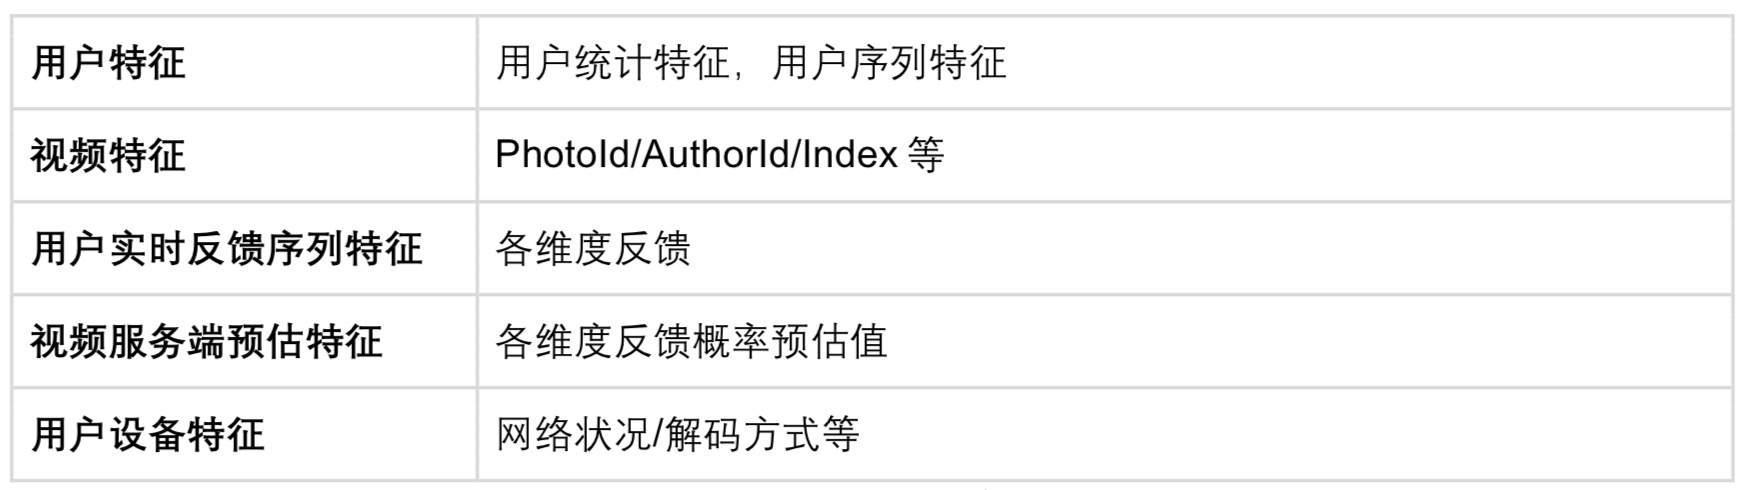 用户特征 用户统计特征，用户序列特征
视频特征 PhotoId/AuthorId/Index 等
用户实时反馈序列特征 各维度反馈
视频服务端预估特征 各维度反馈概率预估值
用户设备特征 网络状况/解码方式等